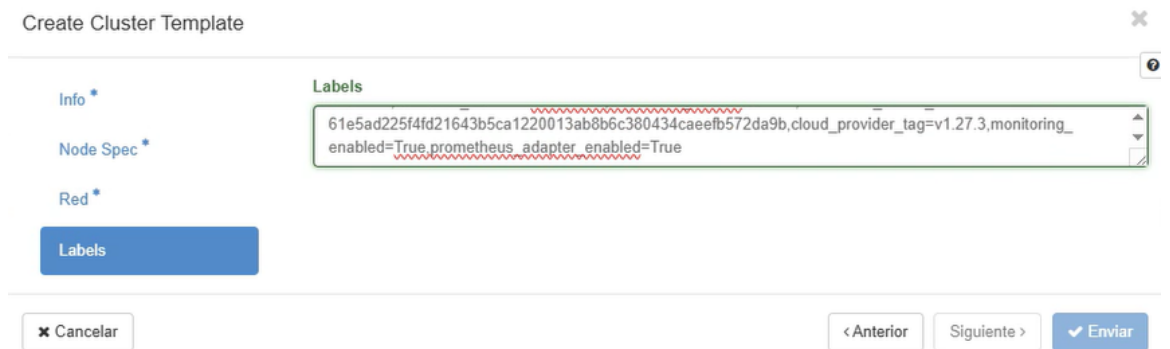 Create Cluster Template
Info *
Node Spec *
Red *
Labels
Labels
61e5ad225f4fd21643b5ca1220013ab8b6c380434caeefb572da9b,cloud_provider_tag=v1.27.3,monitoring_
enabled=True,prometheus_adapter_enabled=True
Cancelar
Anterior
Siguiente
Enviar